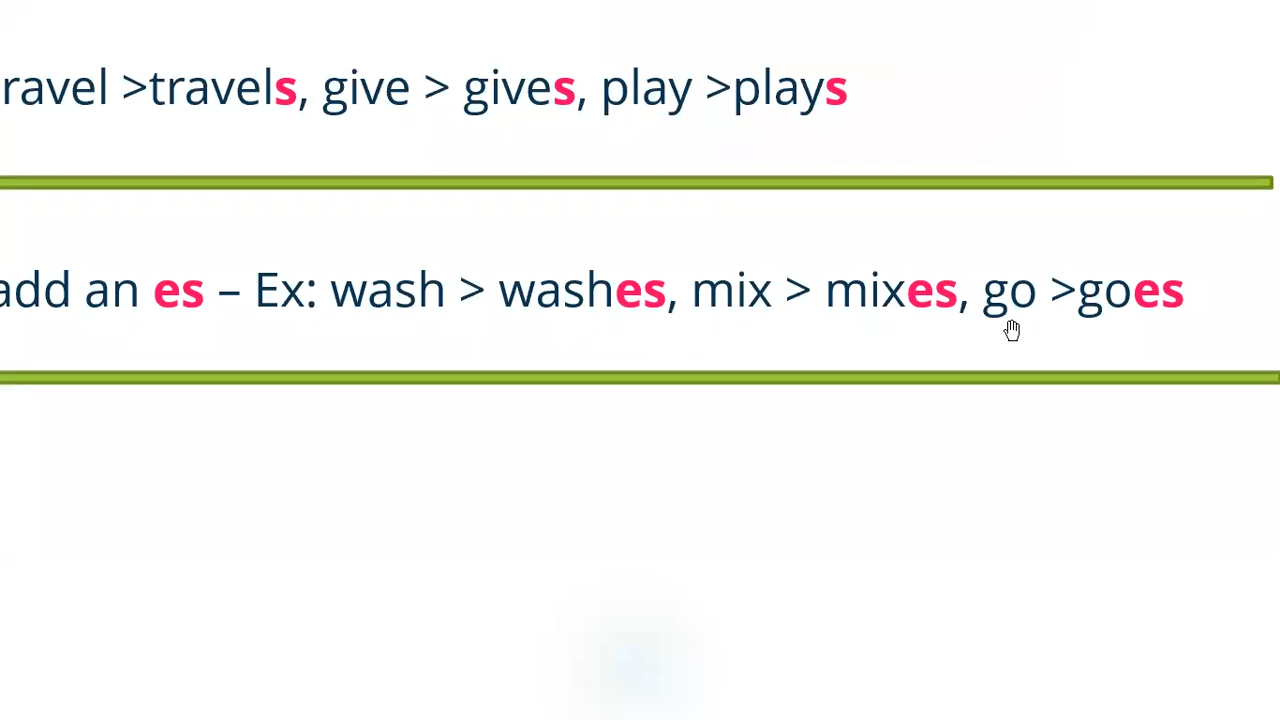 ravel >travels, give > gives, play >plays
add an es – Ex: wash > washes, mix > mixes, go >goes